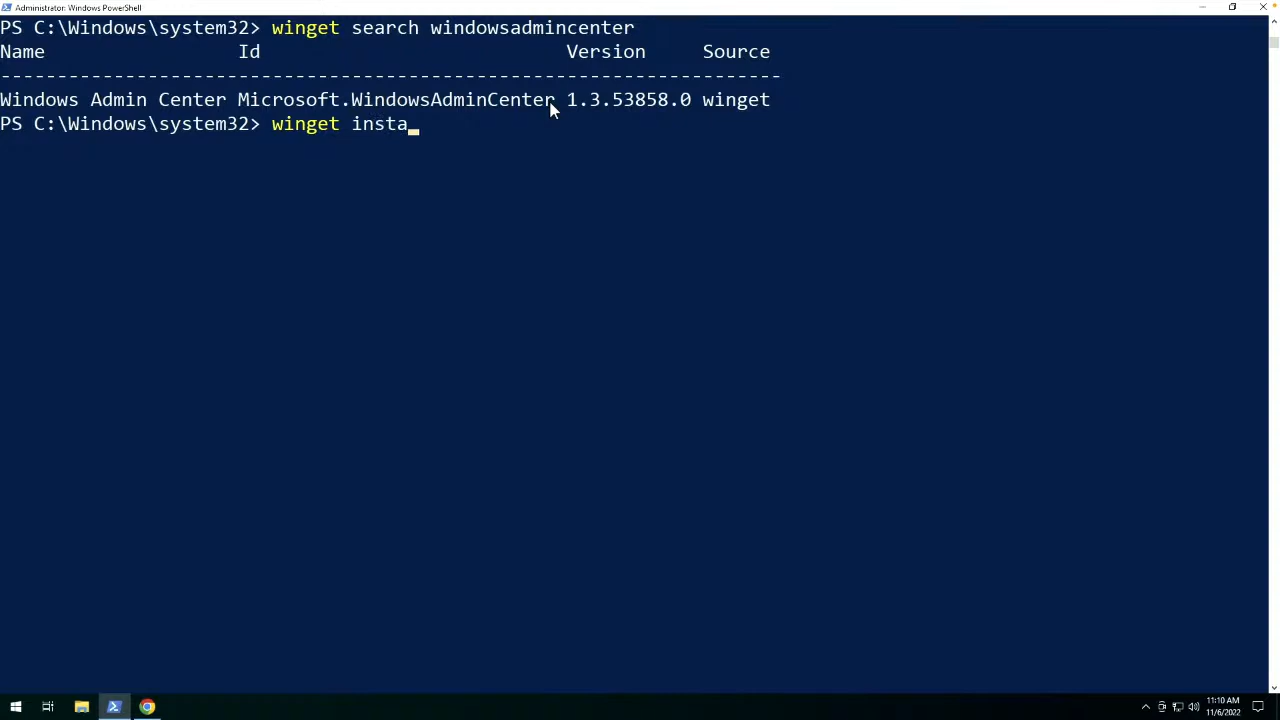 Administrator: Windows PowerShell
PS C:\Windows\system32> winget search windowsadmincenter
Name Id Version Source
---------------------------------------------------------------------
Windows Admin Center Microsoft.WindowsAdminCenter 1.3.53858.0 winget
PS C:\Windows\system32> winget insta
11:10 AM
11/6/2022